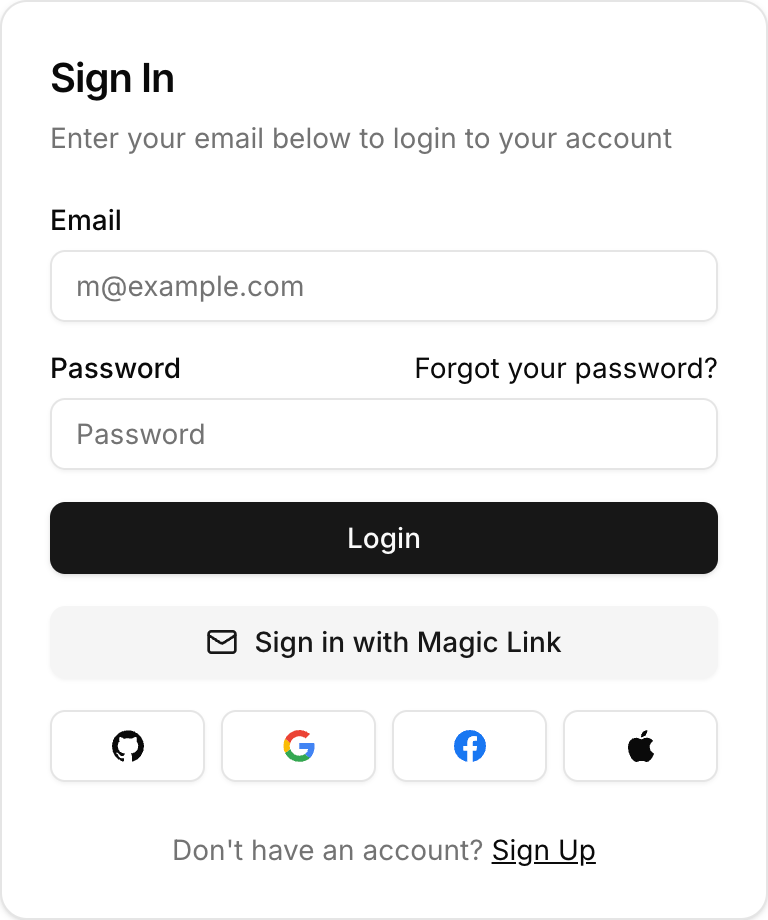 Sign In
Enter your email below to login to your account
Email
m@example.com
Password
Forgot your password?
Password
Login
Sign in with Magic Link
Don't have an account? Sign Up